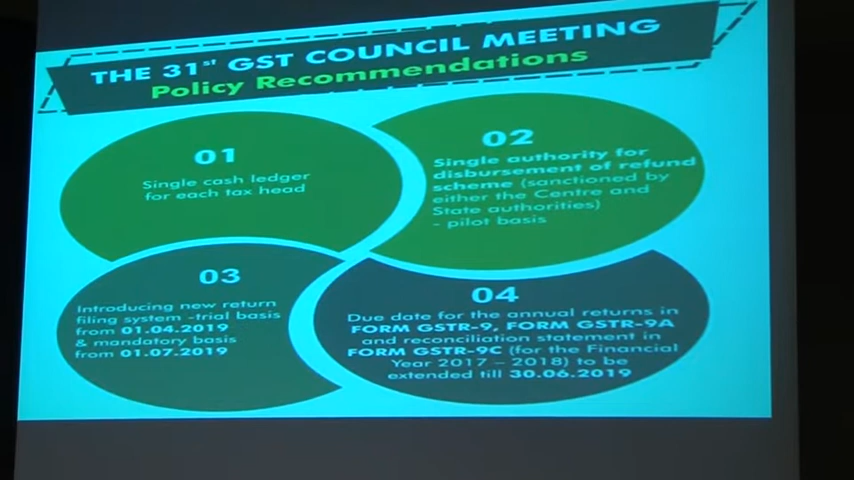 THE 31st GST COUNCIL MEETING
Policy Recommendations
01
Single cash ledger
for each tax head
02
Single authority for
disbursement of refund
scheme (sanctioned by
either the Centre and
State authorities)
- pilot basis
03
Introducing new return
filing system -trial basis
from 01.04.2019
& mandatory basis
from 01.07.2019
04
Due date for the annual returns in
FORM GSTR-9, FORM GSTR-9A
and reconciliation statement in
FORM GSTR-9C (for the Financial
Year 2017 - 2018) to be
extended till 30.06.2019